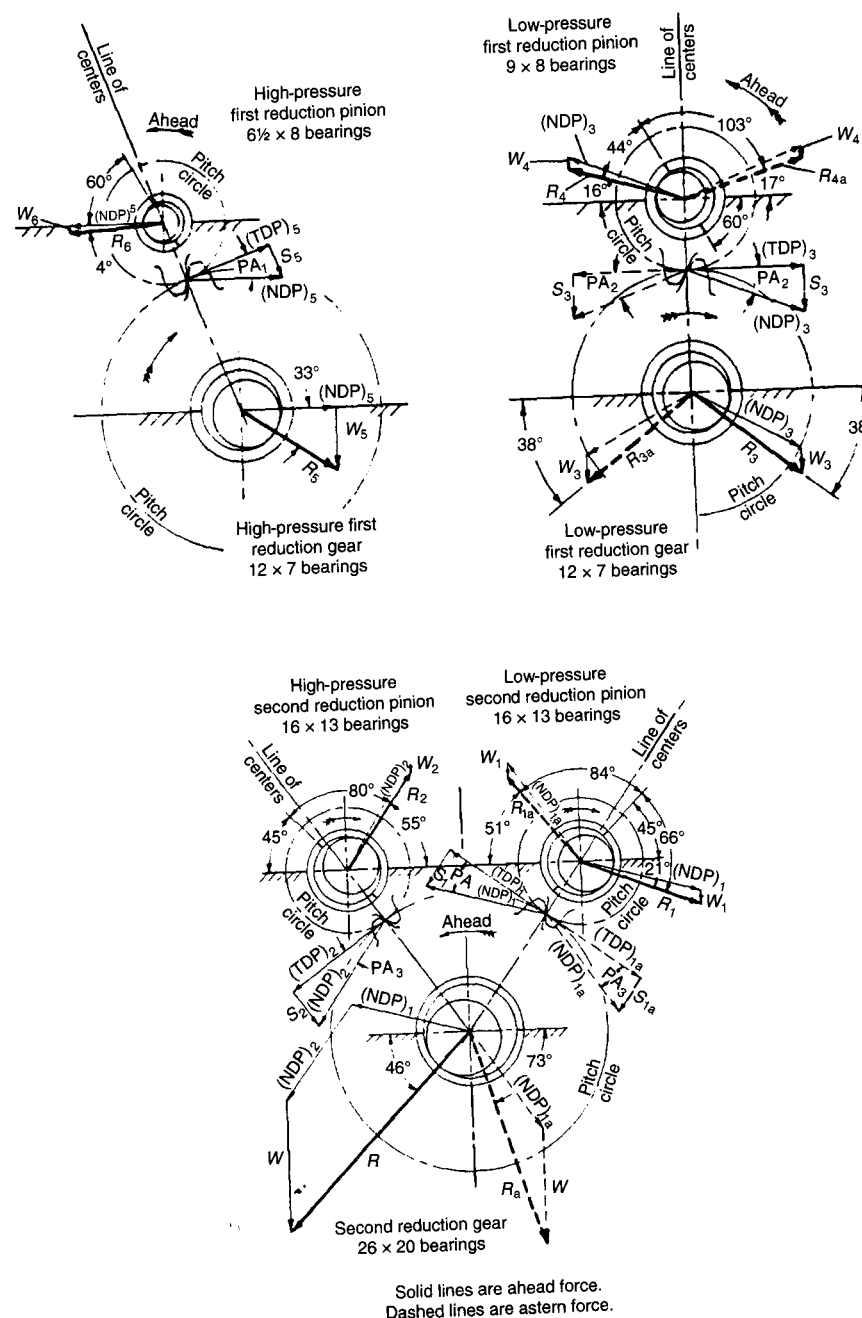 Line of
centers
High-pressure
first reduction pinion
6½ × 8 bearings
Ahead
Pitch
circle
60°
W6
(NDP)5
R6
4°
(TDP)5
S5
PA1
(NDP)5
33°
(NDP)5
W5
R5
Pitch
circle
High-pressure first
reduction gear
12 × 7 bearings
Low-pressure
first reduction pinion
9 × 8 bearings
Line of
centers
Ahead
(NDP)3
44°
103°
W4
W4
R4
16°
17°
R4a
60°
Pitch
circle
(TDP)3
S3
PA2
PA2
S3
(NDP)3
38°
(NDP)3
38°
W3
R3a
R3
W3
Pitch
circle
Low-pressure
first reduction gear
12 × 7 bearings
High-pressure
second reduction pinion
16 × 13 bearings
Low-pressure
second reduction pinion
16 × 13 bearings
Line of
centers
80°
(NDP)2
W2
R2
45°
55°
Pitch
circle
W1
(NDP)1a
R1a
84°
Line of
centers
51°
45°
66°
21°
(NDP)1
R1
W1
S
PA
(TDP)1
(NDP)1
Pitch
circle
Ahead
(TDP)2
S2
(NDP)2
PA3
(NDP)1a
(TDP)1a
PA3
S1a
(NDP)1
(NDP)2
46°
73°
(NDP)1a
Pitch
circle
W
R
Ra
W
Second reduction gear
26 × 20 bearings
Solid lines are ahead force.
Dashed lines are astern force.